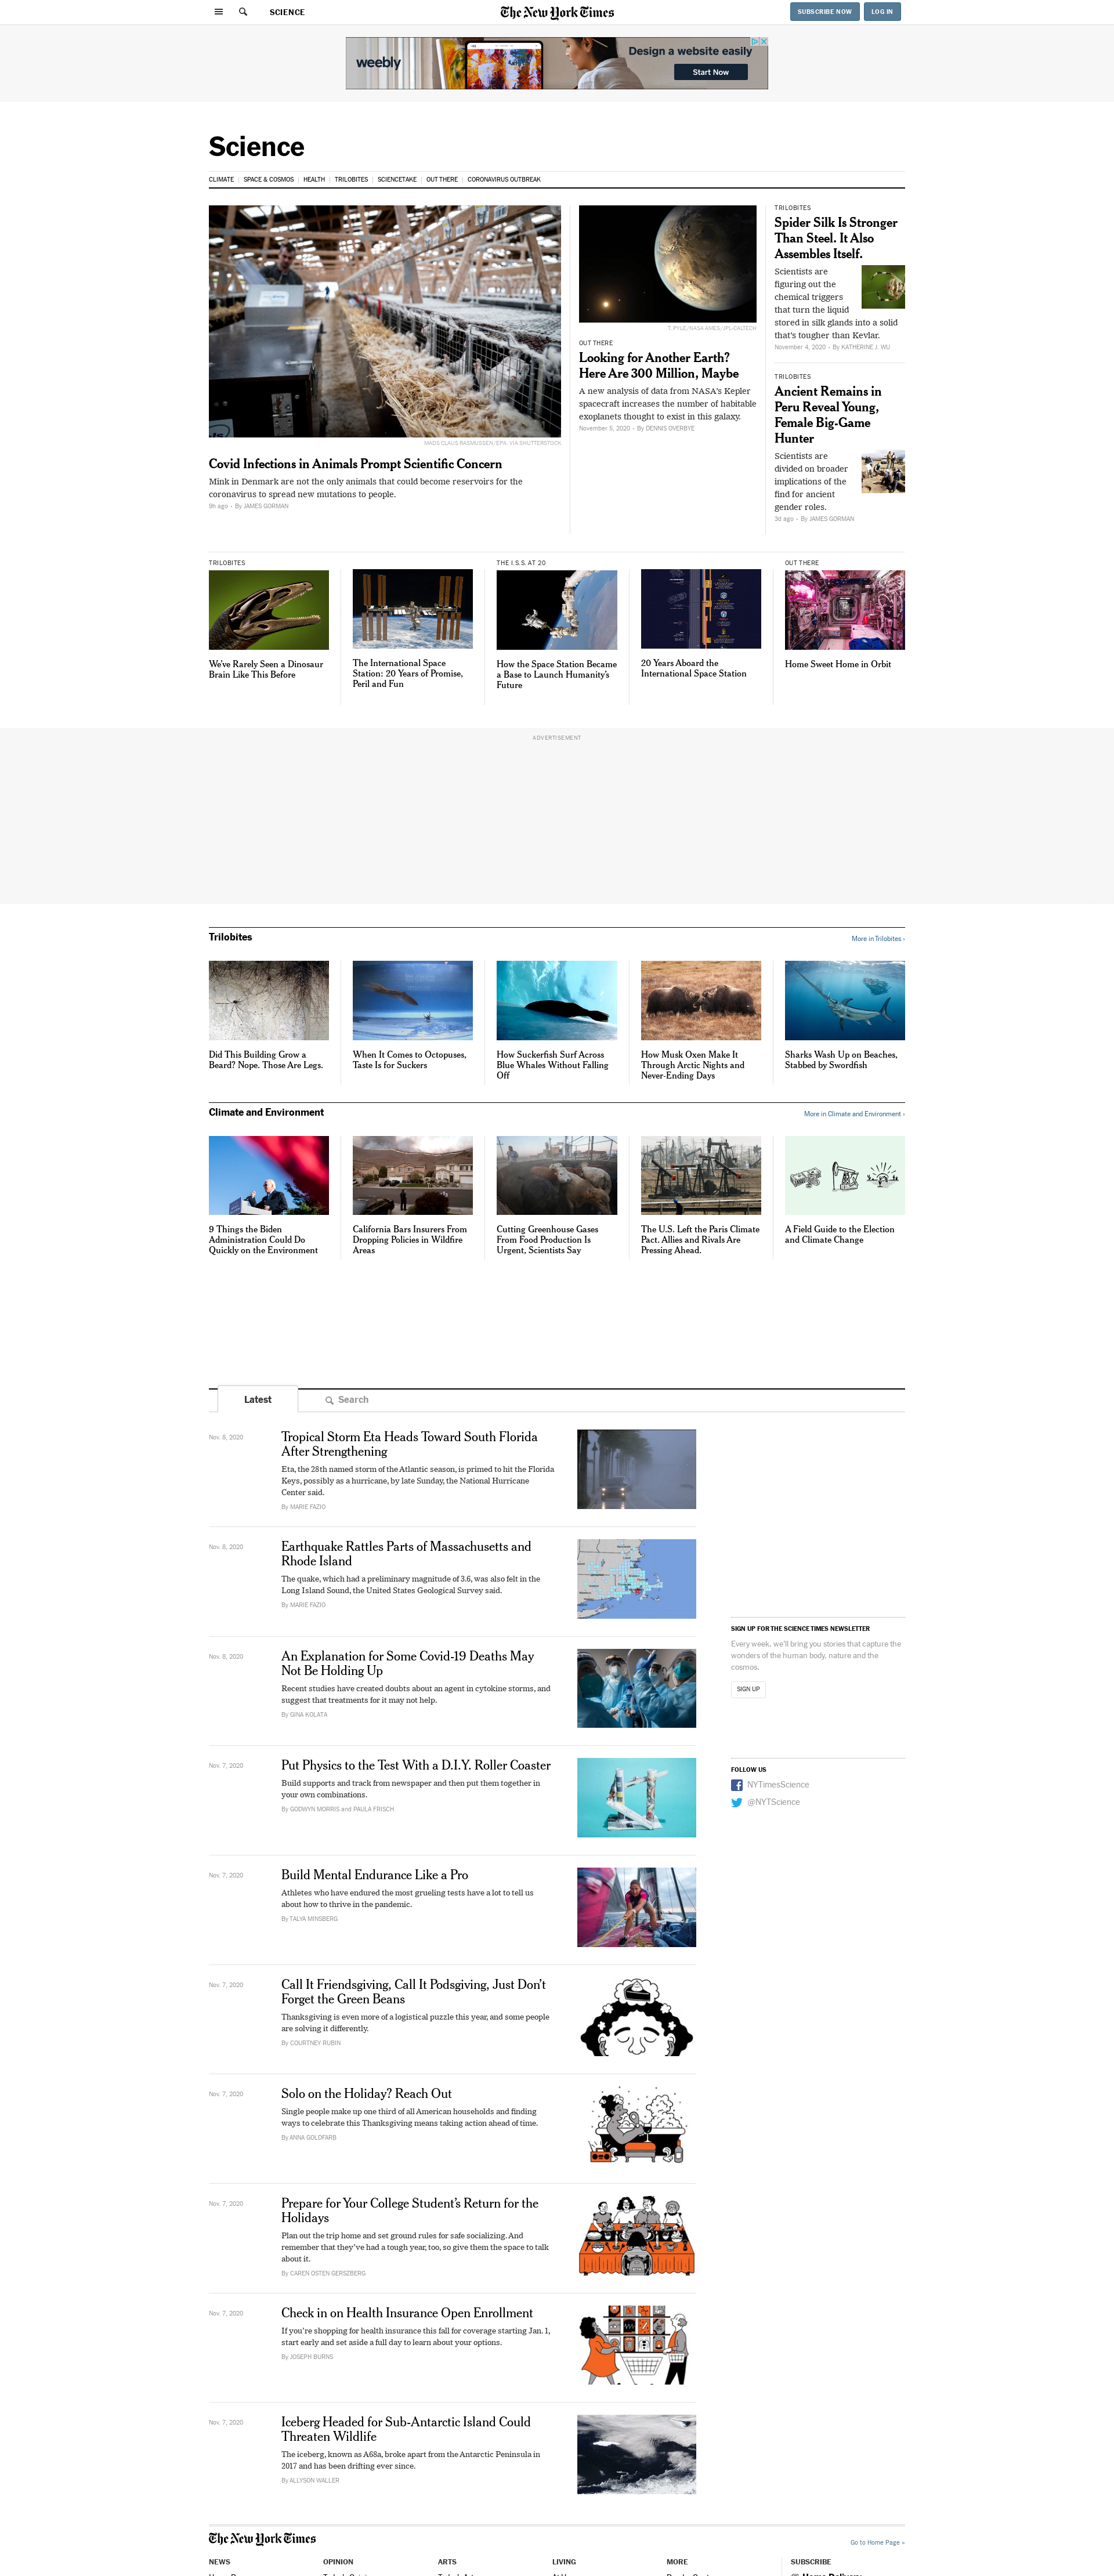 SCIENCE
The New York Times
SUBSCRIBE NOW
LOG IN
weebly
Design a website easily
Start Now
Science
CLIMATE
SPACE & COSMOS
HEALTH
TRILOBITES
SCIENCETAKE
OUT THERE
CORONAVIRUS OUTBREAK
MADS CLAUS RASMUSSEN/EPA, VIA SHUTTERSTOCK
Covid Infections in Animals Prompt Scientific Concern
Mink in Denmark are not the only animals that could become reservoirs for the
coronavirus to spread new mutations to people.
9h ago • By JAMES GORMAN
T. PYLE/NASA AMES/JPL-CALTECH
OUT THERE
Looking for Another Earth?
Here Are 300 Million, Maybe
A new analysis of data from NASA's Kepler
spacecraft increases the number of habitable
exoplanets thought to exist in this galaxy.
November 5, 2020 • By DENNIS OVERBYE
TRILOBITES
Spider Silk Is Stronger
Than Steel. It Also
Assembles Itself.
Scientists are
figuring out the
chemical triggers
that turn the liquid
stored in silk glands into a solid
that's tougher than Kevlar.
November 4, 2020 • By KATHERINE J. WU
TRILOBITES
Ancient Remains in
Peru Reveal Young,
Female Big-Game
Hunter
Scientists are
divided on broader
implications of the
find for ancient
gender roles.
3d ago • By JAMES GORMAN
TRILOBITES
We've Rarely Seen a Dinosaur
Brain Like This Before
The International Space
Station: 20 Years of Promise,
Peril and Fun
THE I.S.S. AT 20
How the Space Station Became
a Base to Launch Humanity's
Future
20 Years Aboard the
International Space Station
OUT THERE
Home Sweet Home in Orbit
ADVERTISEMENT
Trilobites
More in Trilobites ›
Did This Building Grow a
Beard? Nope. Those Are Legs.
When It Comes to Octopuses,
Taste Is for Suckers
How Suckerfish Surf Across
Blue Whales Without Falling
Off
How Musk Oxen Make It
Through Arctic Nights and
Never-Ending Days
Sharks Wash Up on Beaches,
Stabbed by Swordfish
Climate and Environment
More in Climate and Environment ›
9 Things the Biden
Administration Could Do
Quickly on the Environment
California Bars Insurers From
Dropping Policies in Wildfire
Areas
Cutting Greenhouse Gases
From Food Production Is
Urgent, Scientists Say
The U.S. Left the Paris Climate
Pact. Allies and Rivals Are
Pressing Ahead.
A Field Guide to the Election
and Climate Change
Latest
Search
Nov. 8, 2020
Tropical Storm Eta Heads Toward South Florida
After Strengthening
Eta, the 28th named storm of the Atlantic season, is primed to hit the Florida
Keys, possibly as a hurricane, by late Sunday, the National Hurricane
Center said.
By MARIE FAZIO
Nov. 8, 2020
Earthquake Rattles Parts of Massachusetts and
Rhode Island
The quake, which had a preliminary magnitude of 3.6, was also felt in the
Long Island Sound, the United States Geological Survey said.
By MARIE FAZIO
Nov. 8, 2020
An Explanation for Some Covid-19 Deaths May
Not Be Holding Up
Recent studies have created doubts about an agent in cytokine storms, and
suggest that treatments for it may not help.
By GINA KOLATA
Nov. 7, 2020
Put Physics to the Test With a D.I.Y. Roller Coaster
Build supports and track from newspaper and then put them together in
your own combinations.
By GODWYN MORRIS and PAULA FRISCH
Nov. 7, 2020
Build Mental Endurance Like a Pro
Athletes who have endured the most grueling tests have a lot to tell us
about how to thrive in the pandemic.
By TALYA MINSBERG
Nov. 7, 2020
Call It Friendsgiving, Call It Podsgiving, Just Don't
Forget the Green Beans
Thanksgiving is even more of a logistical puzzle this year, and some people
are solving it differently.
By COURTNEY RUBIN
Nov. 7, 2020
Solo on the Holiday? Reach Out
Single people make up one third of all American households and finding
ways to celebrate this Thanksgiving means taking action ahead of time.
By ANNA GOLDFARB
Nov. 7, 2020
Prepare for Your College Student's Return for the
Holidays
Plan out the trip home and set ground rules for safe socializing. And
remember that they've had a tough year, too, so give them the space to talk
about it.
By CAREN OSTEN GERSZBERG
Nov. 7, 2020
Check in on Health Insurance Open Enrollment
If you're shopping for health insurance this fall for coverage starting Jan. 1,
start early and set aside a full day to learn about your options.
By JOSEPH BURNS
Nov. 7, 2020
Iceberg Headed for Sub-Antarctic Island Could
Threaten Wildlife
The iceberg, known as A68a, broke apart from the Antarctic Peninsula in
2017 and has been drifting ever since.
By ALLYSON WALLER
SIGN UP FOR THE SCIENCE TIMES NEWSLETTER
Every week, we'll bring you stories that capture the
wonders of the human body, nature and the
cosmos.
SIGN UP
FOLLOW US
NYTimesScience
@NYTScience
The New York Times
Go to Home Page »
NEWS
OPINION
ARTS
LIVING
MORE
SUBSCRIBE